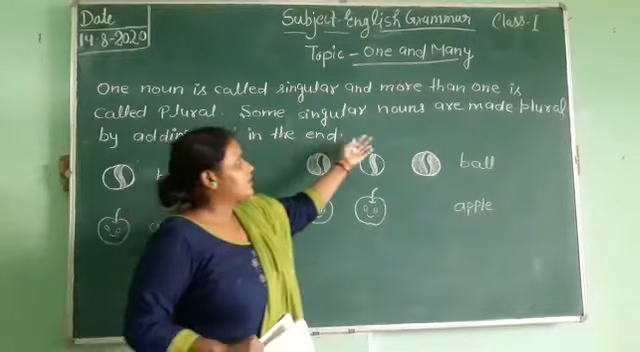 Date
14-8-2020
Subject-English Grammar Class-I
Topic - One and Many
One noun is called singular and more than one is
called Plural. Some singular nouns are made plural
by in the end.
ball
apple